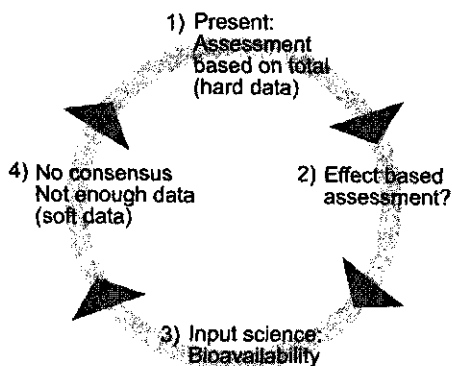 1) Present:
Assessment
based on total
(hard data)
2) Effect based
assessment?
3) Input science:
Bioavailability
4) No consensus
Not enough data
(soft data)